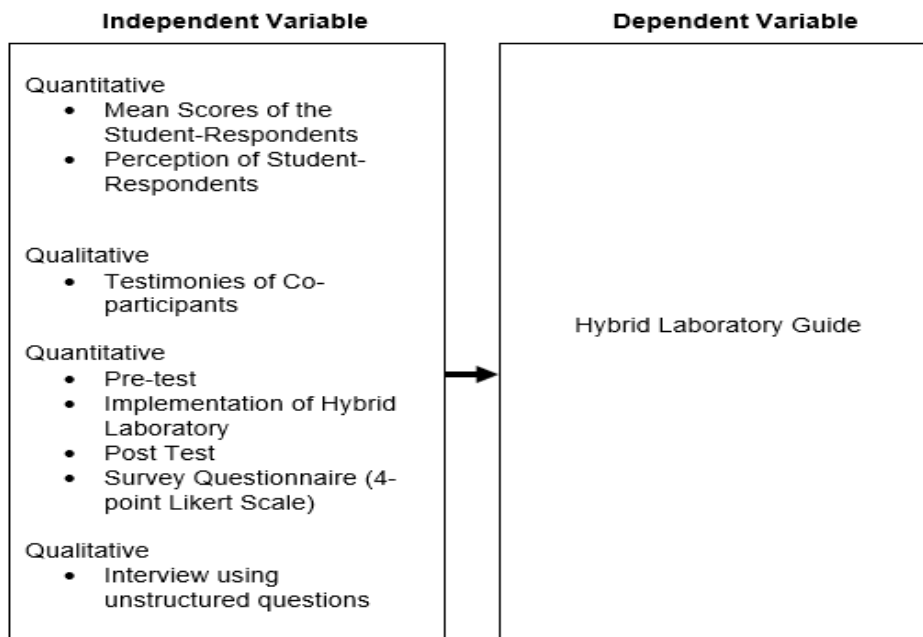 Independent Variable
Quantitative
• Mean Scores of the
Student-Respondents
• Perception of Student-
Respondents
Qualitative
• Testimonies of Co-
participants
Quantitative
• Pre-test
• Implementation of Hybrid
Laboratory
• Post Test
• Survey Questionnaire (4-
point Likert Scale)
Qualitative
• Interview using
unstructured questions
Dependent Variable
Hybrid Laboratory Guide